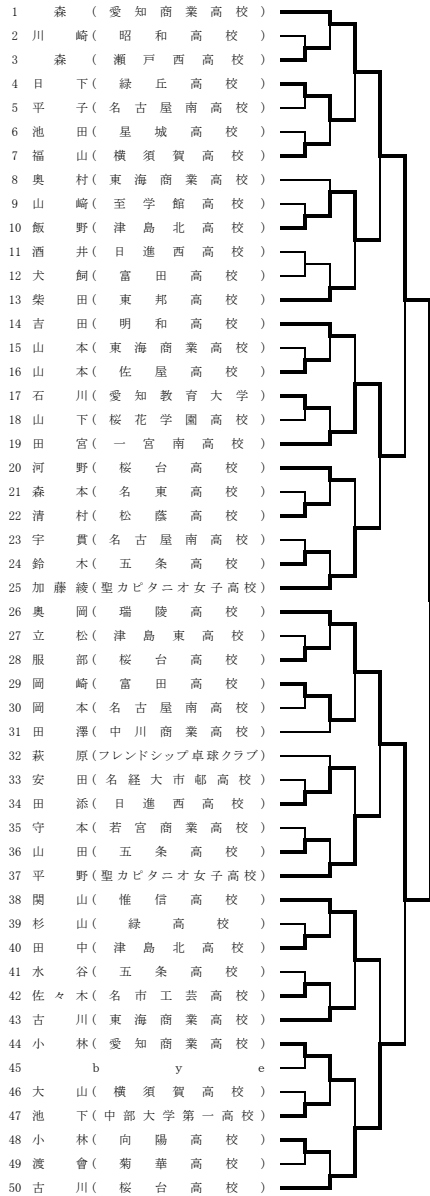 1 森 (愛知商業高校)
2 川崎 (昭和高校)
3 森 (瀬戸西高校)
4 日下 (緑丘高校)
5 平子 (名古屋南高校)
6 池田 (星城高校)
7 福山 (横須賀高校)
8 奥村 (東海商業高校)
9 山﨑 (至学館高校)
10 飯野 (津島北高校)
11 酒井 (日進西高校)
12 犬飼 (富田高校)
13 柴田 (東邦高校)
14 吉田 (明和高校)
15 山本 (東海商業高校)
16 山本 (佐屋高校)
17 石川 (愛知教育大学)
18 山下 (桜花学園高校)
19 田宮 (一宮南高校)
20 河野 (桜台高校)
21 森本 (名東高校)
22 清村 (松蔭高校)
23 宇貫 (名古屋南高校)
24 鈴木 (五条高校)
25 加藤綾 (聖カピタニオ女子高校)
26 奥岡 (瑞陵高校)
27 立松 (津島東高校)
28 服部 (桜台高校)
29 岡崎 (富田高校)
30 岡本 (名古屋南高校)
31 田澤 (中川商業高校)
32 萩原 (フレンドシップ卓球クラブ)
33 安田 (名経大市邨高校)
34 田添 (日進西高校)
35 守本 (若宮商業高校)
36 山田 (五条高校)
37 平野 (聖カピタニオ女子高校)
38 関山 (惟信高校)
39 杉山 (緑高校)
40 田中 (津島北高校)
41 水谷 (五条高校)
42 佐々木 (名市工芸高校)
43 古川 (東海商業高校)
44 小林 (愛知商業高校)
45 bye
46 大山 (横須賀高校)
47 池下 (中部大学第一高校)
48 小林 (向陽高校)
49 渡會 (菊華高校)
50 古川 (桜台高校)